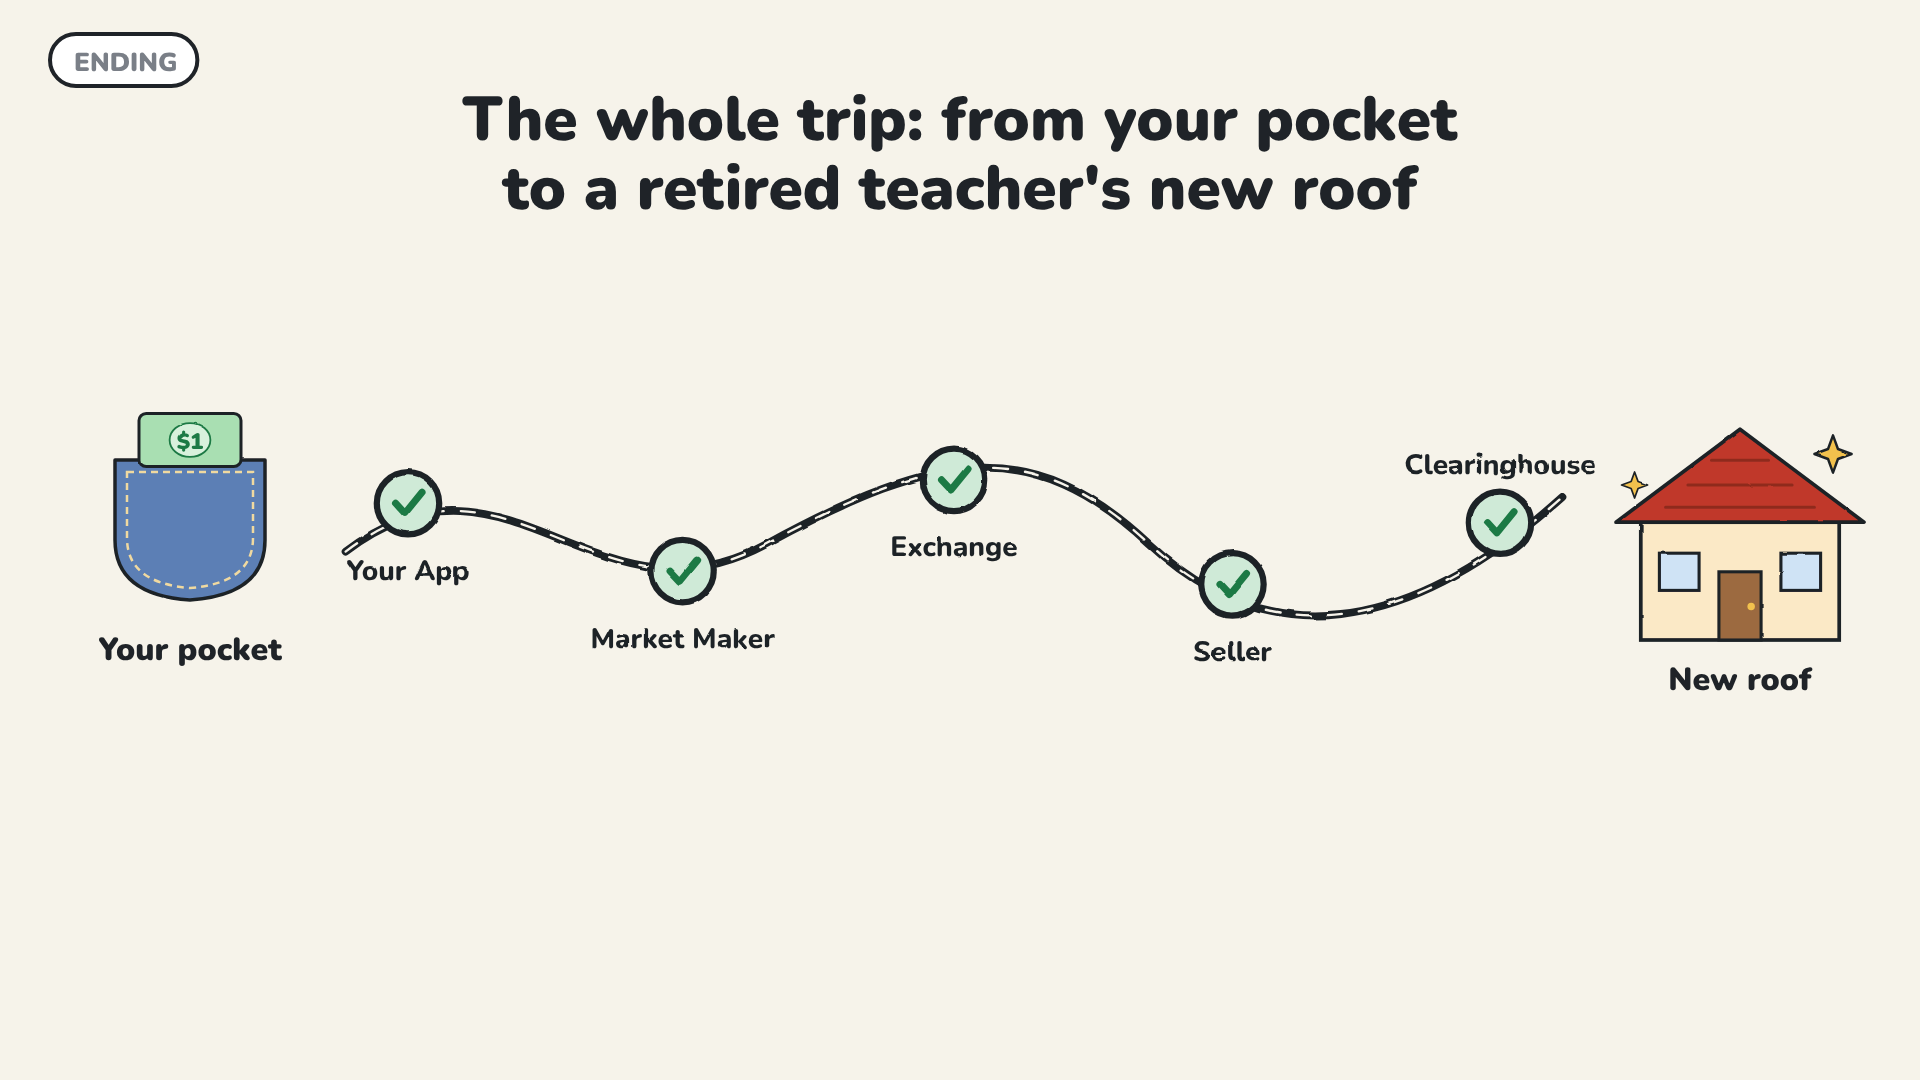 ENDING
The whole trip: from your pocket
to a retired teacher's new roof
$1
Your pocket
Your App
Market Maker
Exchange
Seller
Clearinghouse
New roof